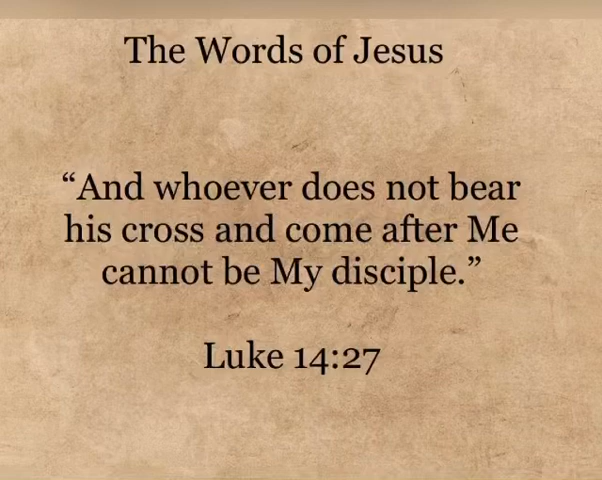 The Words of Jesus
“And whoever does not bear
his cross and come after Me
cannot be My disciple.”
Luke 14:27